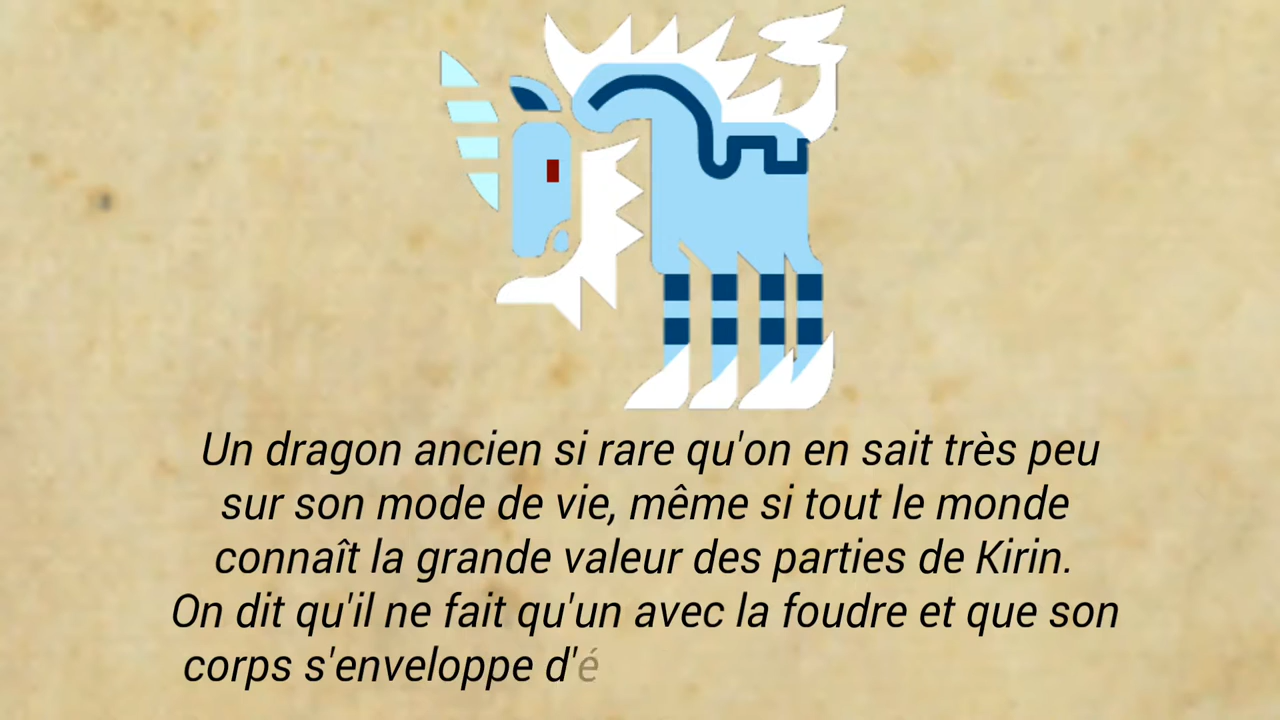 Un dragon ancien si rare qu'on en sait très peu
sur son mode de vie, même si tout le monde
connaît la grande valeur des parties de Kirin.
On dit qu'il ne fait qu'un avec la foudre et que son
corps s'enveloppe d'é